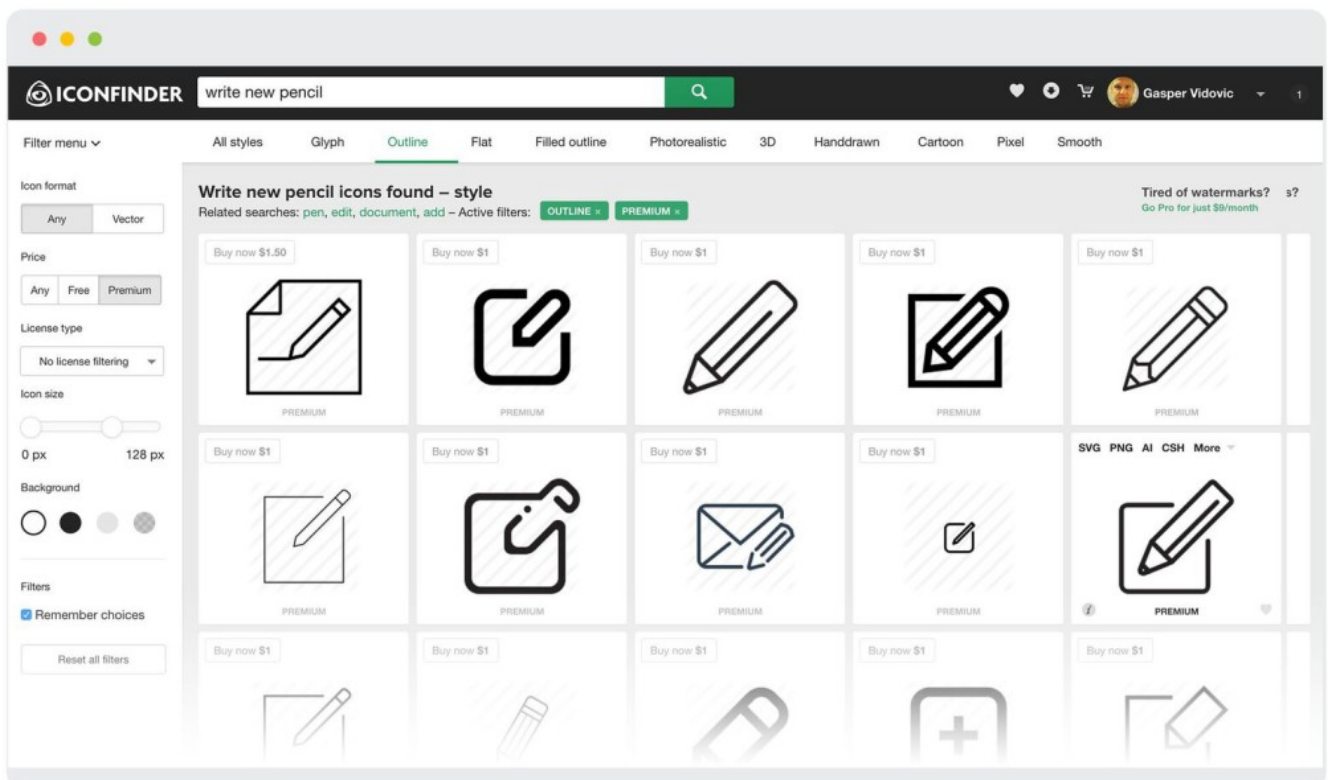 ICONFINDER
write new pencil
Gasper Vidovic
1
Filter menu
All styles Glyph Outline Flat Filled outline Photorealistic 3D Handdrawn Cartoon Pixel Smooth
Icon format
Any Vector
Price
Any Free Premium
License type
No license filtering
Icon size
0 px 128 px
Background
Filters
Remember choices
Reset all filters
Write new pencil icons found – style
Related searches: pen, edit, document, add – Active filters: OUTLINE × PREMIUM ×
Tired of watermarks? s?
Go Pro for just $9/month
Buy now $1.50 Buy now $1 Buy now $1 Buy now $1 Buy now $1
PREMIUM PREMIUM PREMIUM PREMIUM PREMIUM
Buy now $1 Buy now $1 Buy now $1 Buy now $1 SVG PNG AI CSH More
PREMIUM PREMIUM PREMIUM PREMIUM i PREMIUM
Buy now $1 Buy now $1 Buy now $1 Buy now $1 Buy now $1